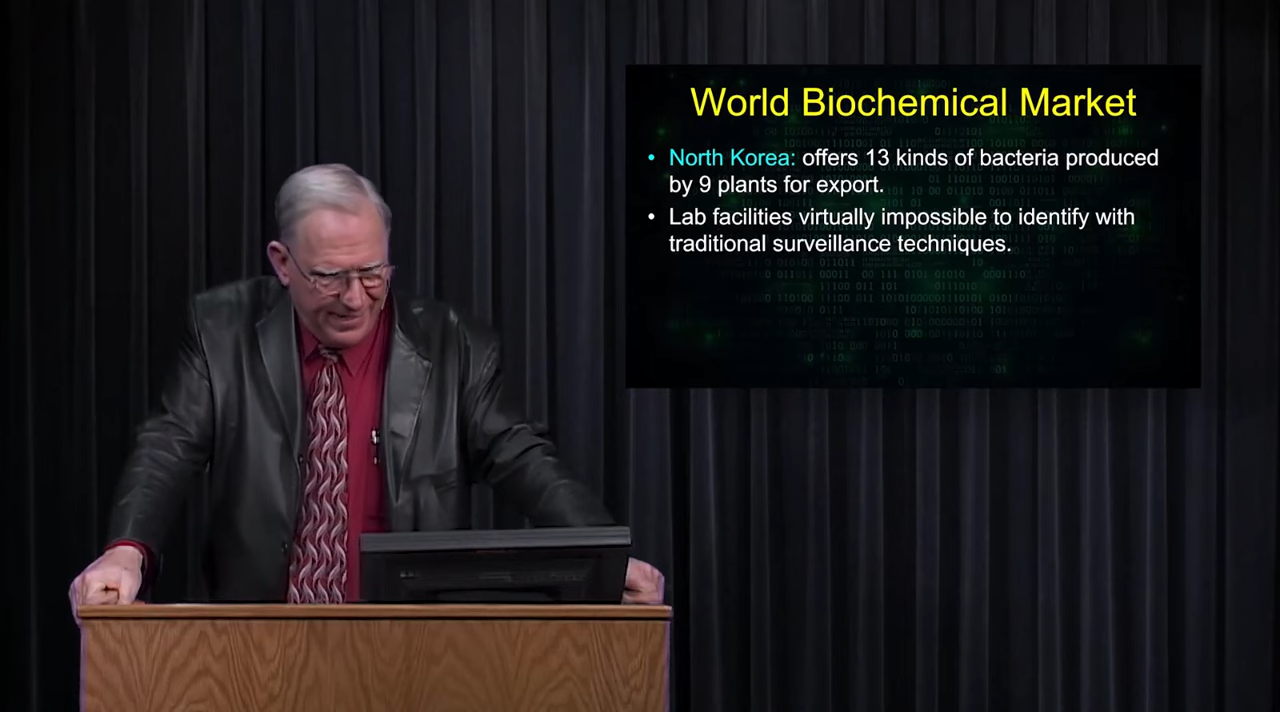 World Biochemical Market
• North Korea: offers 13 kinds of bacteria produced
by 9 plants for export.
• Lab facilities virtually impossible to identify with
traditional surveillance techniques.